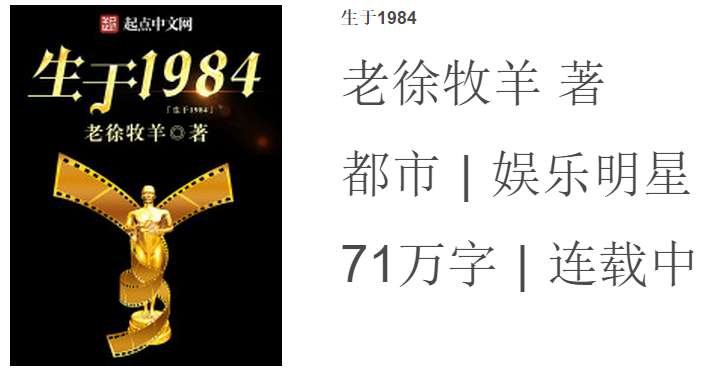 起点中文网
生于1984
「生于1984」
老徐牧羊◎著
生于1984
老徐牧羊 著
都市 | 娱乐明星
71万字 | 连载中